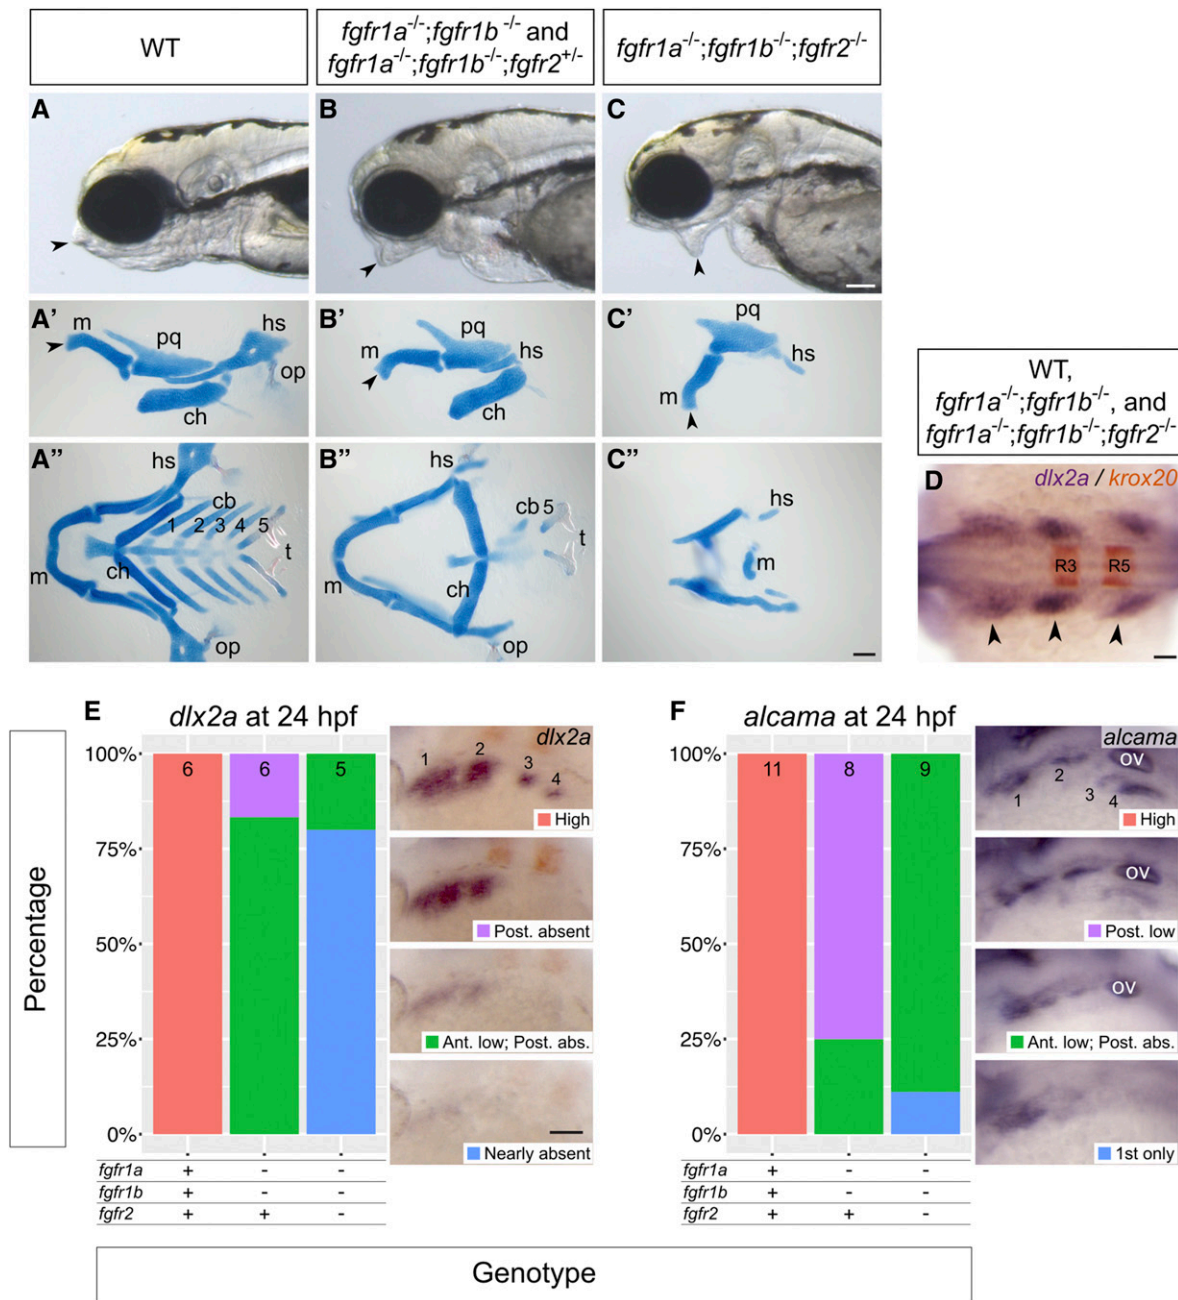 WT
fgfr1a-/-;fgfr1b-/- and
fgfr1a-/-;fgfr1b-/-;fgfr2+/-
fgfr1a-/-;fgfr1b-/-;fgfr2-/-
A
B
C
A'
m
pq
hs
op
ch
B'
m
pq
hs
ch
C'
pq
hs
m
A"
hs
cb
1 2 3 4 5
t
m
ch
op
B"
hs
cb 5
t
m
ch
op
C"
hs
m
WT,
fgfr1a-/-;fgfr1b-/-, and
fgfr1a-/-;fgfr1b-/-;fgfr2-/-
D
dlx2a / krox20
R3 R5
E
dlx2a at 24 hpf
Percentage
100%
75%
50%
25%
0%
6 6 5
fgfr1a + - -
fgfr1b + - -
fgfr2 + + -
dlx2a
1 2 3 4
High
Post. absent
Ant. low; Post. abs.
Nearly absent
F
alcama at 24 hpf
100%
75%
50%
25%
0%
11 8 9
fgfr1a + - -
fgfr1b + - -
fgfr2 + + -
alcama
ov
1 2 3 4
High
ov
Post. low
ov
Ant. low; Post. abs.
1st only
Genotype